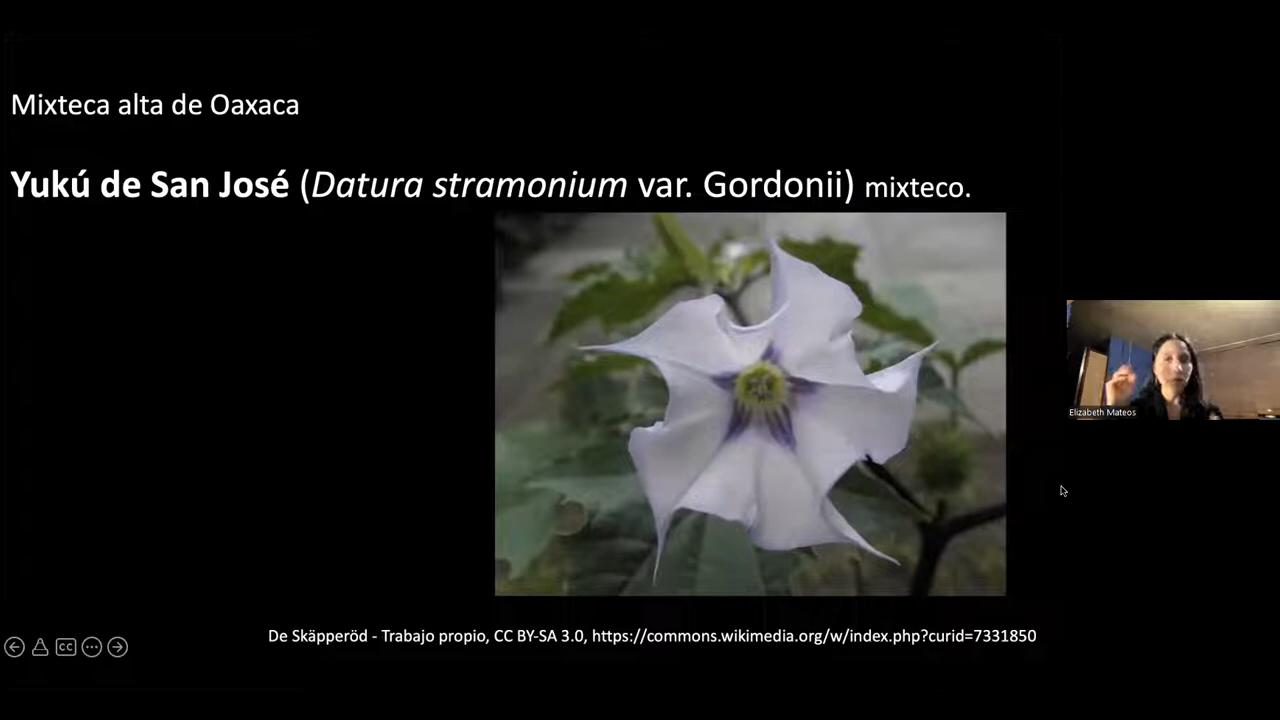 Mixteca alta de Oaxaca
Yukú de San José (Datura stramonium var. Gordonii) mixteco.
Elizabeth Mateos
De Skäpperöd - Trabajo propio, CC BY-SA 3.0, https://commons.wikimedia.org/w/index.php?curid=7331850
CC